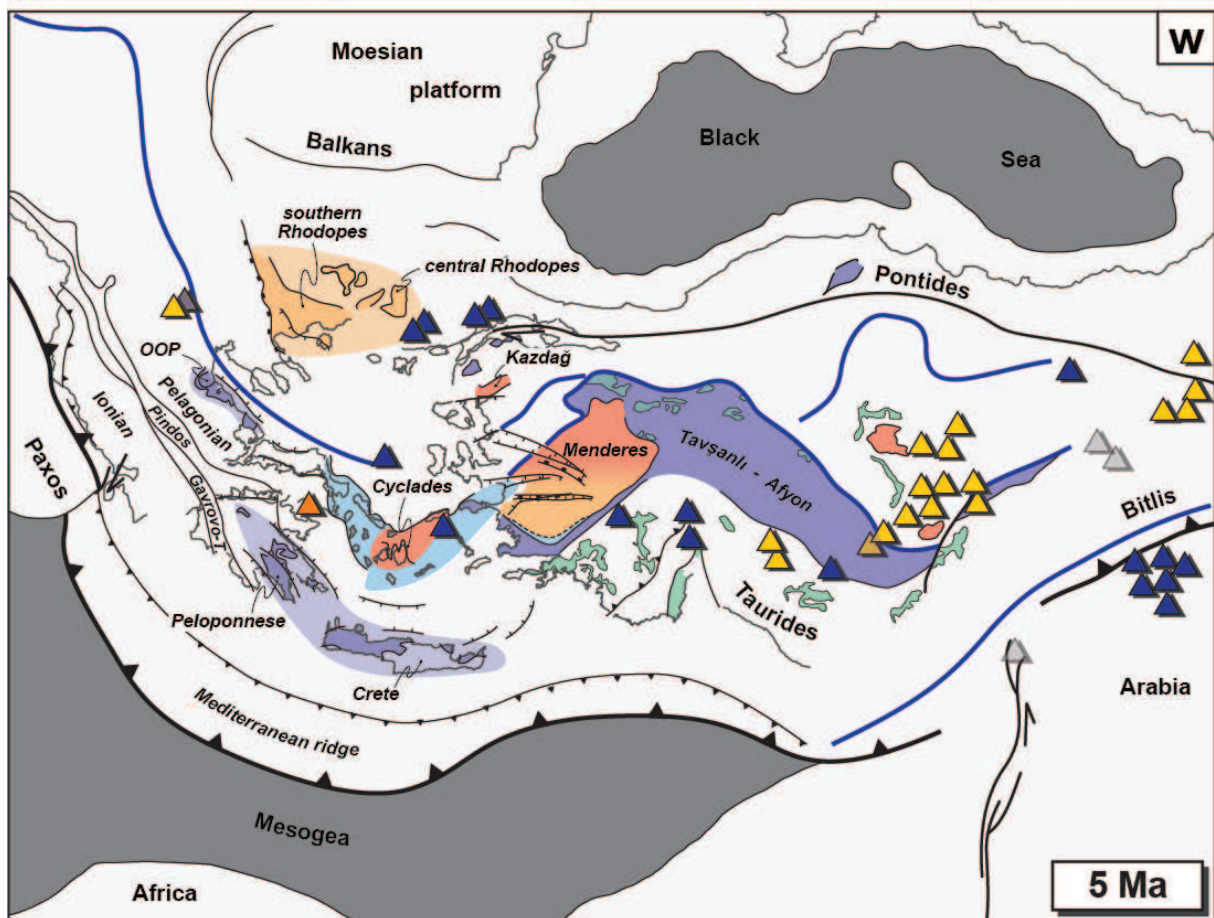 w
Moesian
platform
Balkans
Black
Sea
southern
Rhodopes
central Rhodopes
Pontides
OOP
Kazdağ
Pelagonian
Ionian
Pindos
Paxos
Gavrovo-T
Menderes
Tavşanlı - Afyon
Cyclades
Bitlis
Peloponnese
Taurides
Crete
Arabia
Mediterranean ridge
Mesogea
Africa
5 Ma